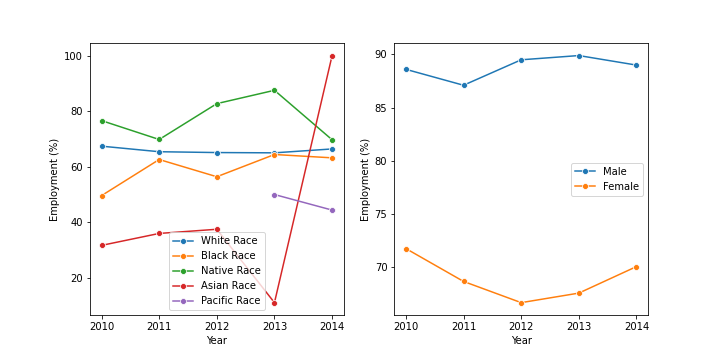 100
80
60
40
20
Employment (%)
2010 2011 2012 2013 2014
Year
White Race
Black Race
Native Race
Asian Race
Pacific Race
90
85
80
75
70
Employment (%)
2010 2011 2012 2013 2014
Year
Male
Female